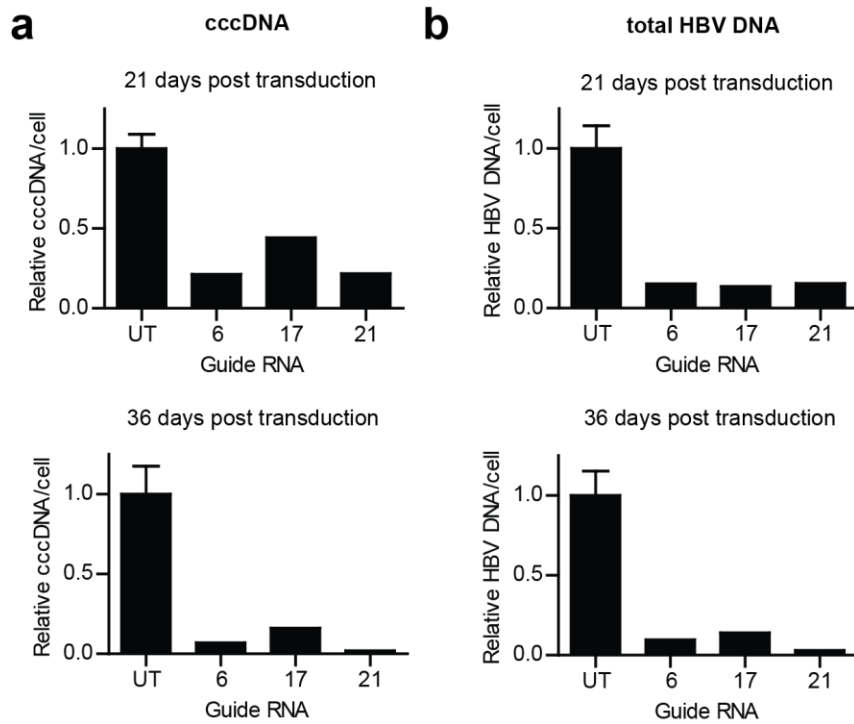 a
cccDNA
21 days post transduction
Relative cccDNA/cell
1.0
0.5
0.0
UT 6 17 21
Guide RNA
36 days post transduction
Relative cccDNA/cell
1.0
0.5
0.0
UT 6 17 21
Guide RNA
b
total HBV DNA
21 days post transduction
Relative HBV DNA/cell
1.0
0.5
0.0
UT 6 17 21
Guide RNA
36 days post transduction
Relative HBV DNA/cell
1.0
0.5
0.0
UT 6 17 21
Guide RNA